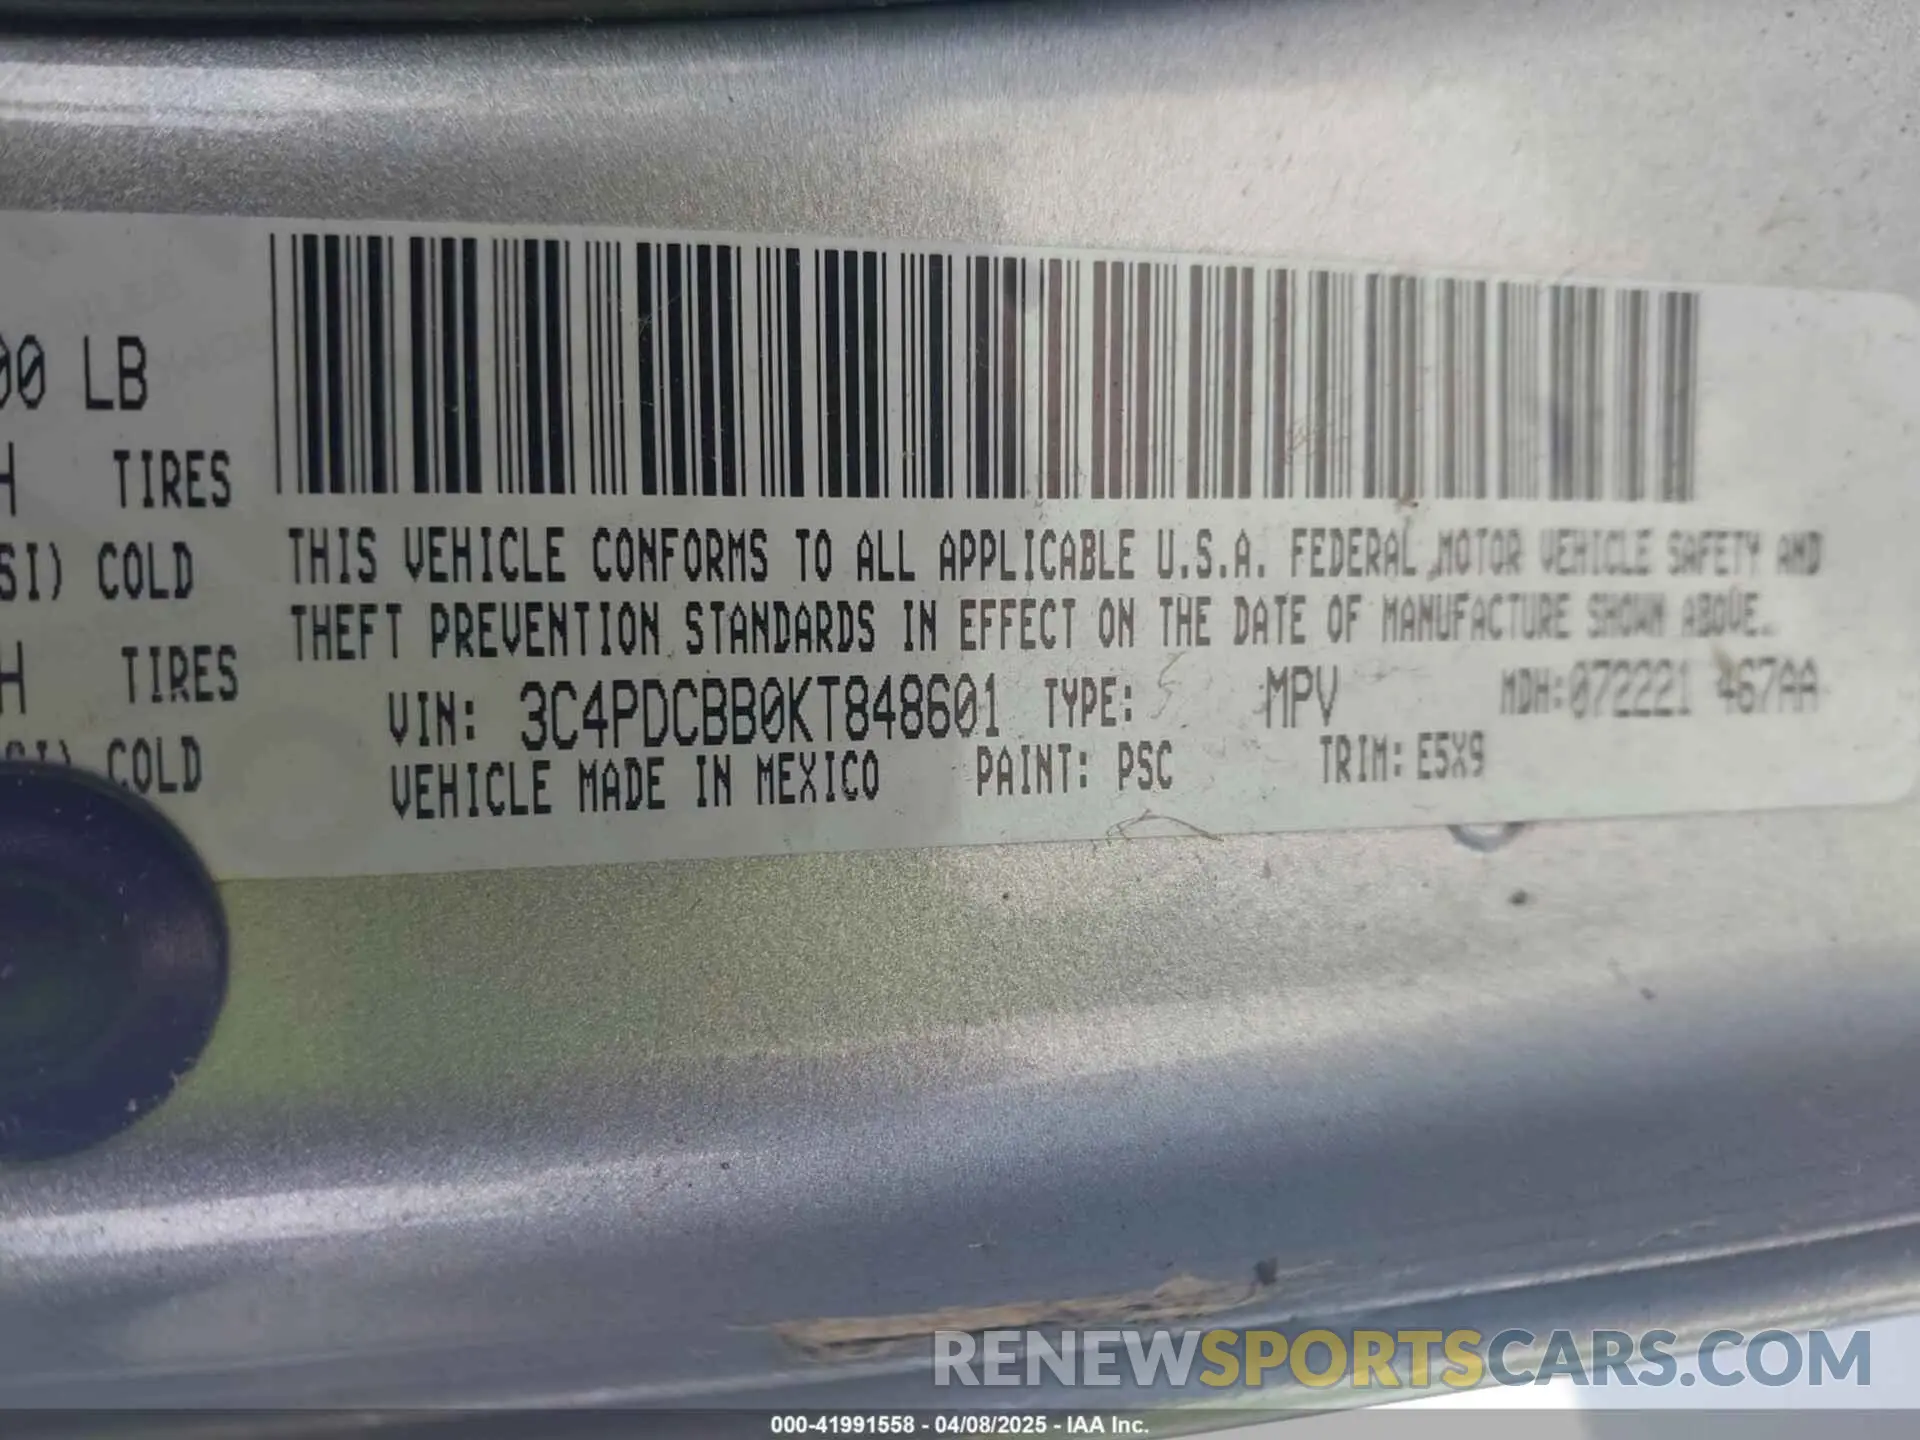 00 LB
H TIRES
SI) COLD
H TIRES
SI) COLD
THIS VEHICLE CONFORMS TO ALL APPLICABLE U.S.A. FEDERAL MOTOR VEHICLE SAFETY AND
THEFT PREVENTION STANDARDS IN EFFECT ON THE DATE OF MANUFACTURE SHOWN ABOVE.
VIN: 3C4PDCBB0KT848601 TYPE: MPV MDH:072221 467AA
VEHICLE MADE IN MEXICO PAINT: PSC TRIM: E5X9
RENEWSPORTSCARS.COM
000-41991558 - 04/08/2025 - IAA Inc.